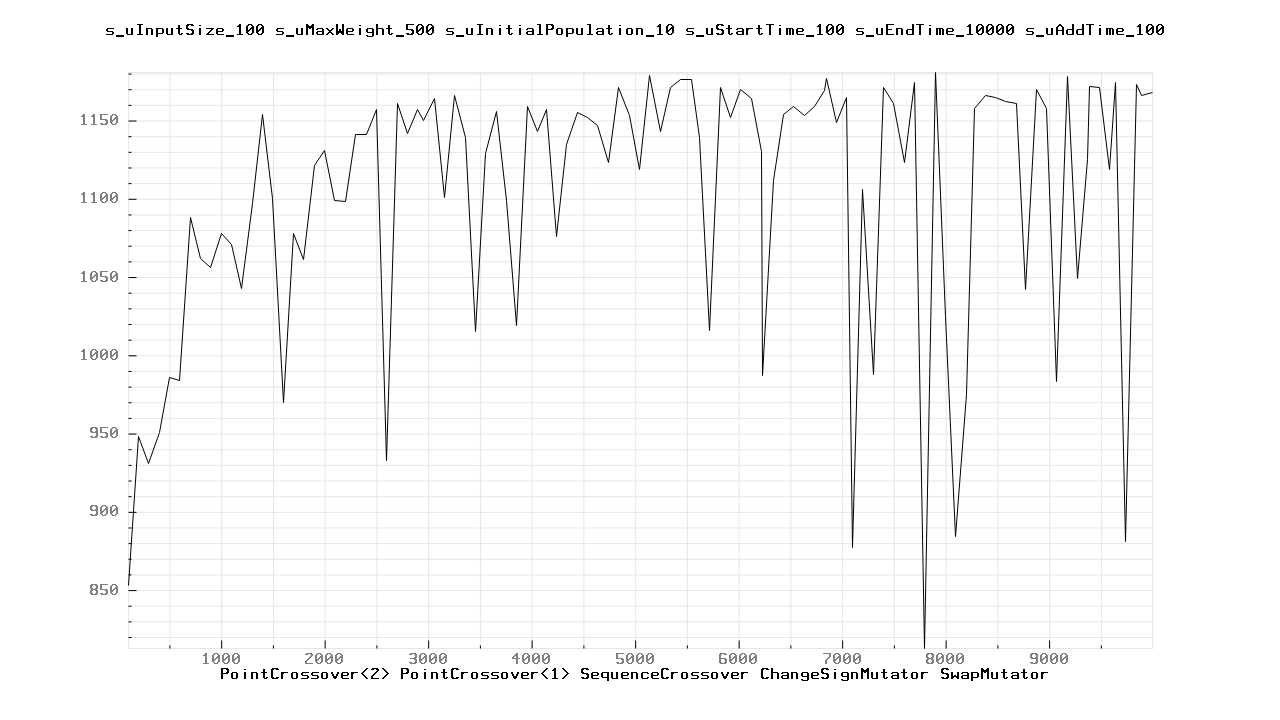 s_uInputSize_100 s_uMaxWeight_500 s_uInitialPopulation_10 s_uStartTime_100 s_uEndTime_10000 s_uAddTime_100
1150
1100
1050
1000
950
900
850
1000 2000 3000 4000 5000 6000 7000 8000 9000
PointCrossover<2> PointCrossover<1> SequenceCrossover ChangeSignMutator SwapMutator